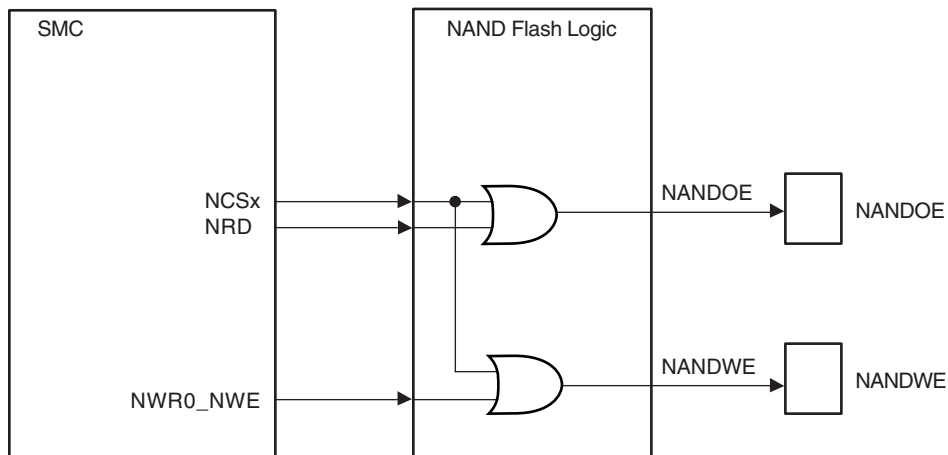 SMC
NAND Flash Logic
NCSx
NRD
NANDOE
NANDOE
NWR0_NWE
NANDWE
NANDWE